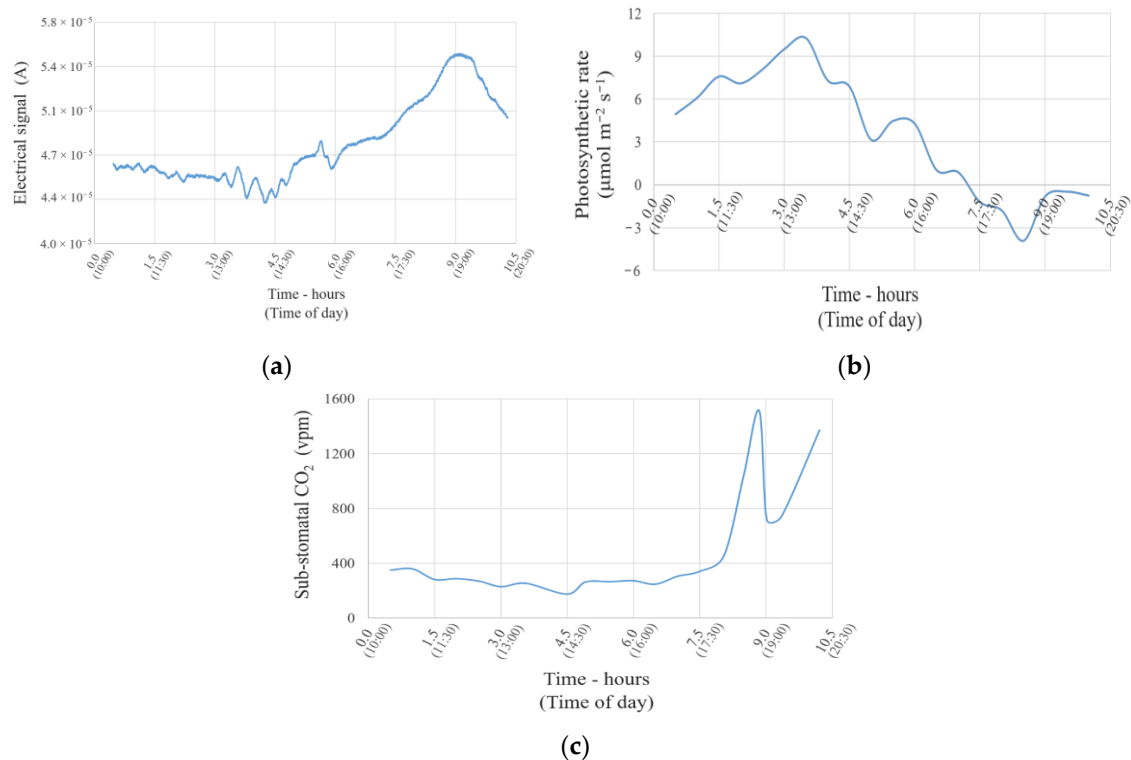 Electrical signal (A)
5.8 × 10⁻⁵
5.4 × 10⁻⁵
5.1 × 10⁻⁵
4.7 × 10⁻⁵
4.4 × 10⁻⁵
4.0 × 10⁻⁵
0.0 (10:00)
1.5 (11:30)
3.0 (13:00)
4.5 (14:30)
6.0 (16:00)
7.5 (17:30)
9.0 (19:00)
10.5 (20:30)
Time - hours
(Time of day)
(a)
Photosynthetic rate
(μmol m⁻² s⁻¹)
12
9
6
3
0
−3
−6
0.0 (10:00)
1.5 (11:30)
3.0 (13:00)
4.5 (14:30)
6.0 (16:00)
7.5 (17:30)
9.0 (19:00)
10.5 (20:30)
Time - hours
(Time of day)
(b)
Sub-stomatal CO₂ (vpm)
1600
1200
800
400
0
0.0 (10:00)
1.5 (11:30)
3.0 (13:00)
4.5 (14:30)
6.0 (16:00)
7.5 (17:30)
9.0 (19:00)
10.5 (20:30)
Time - hours
(Time of day)
(c)